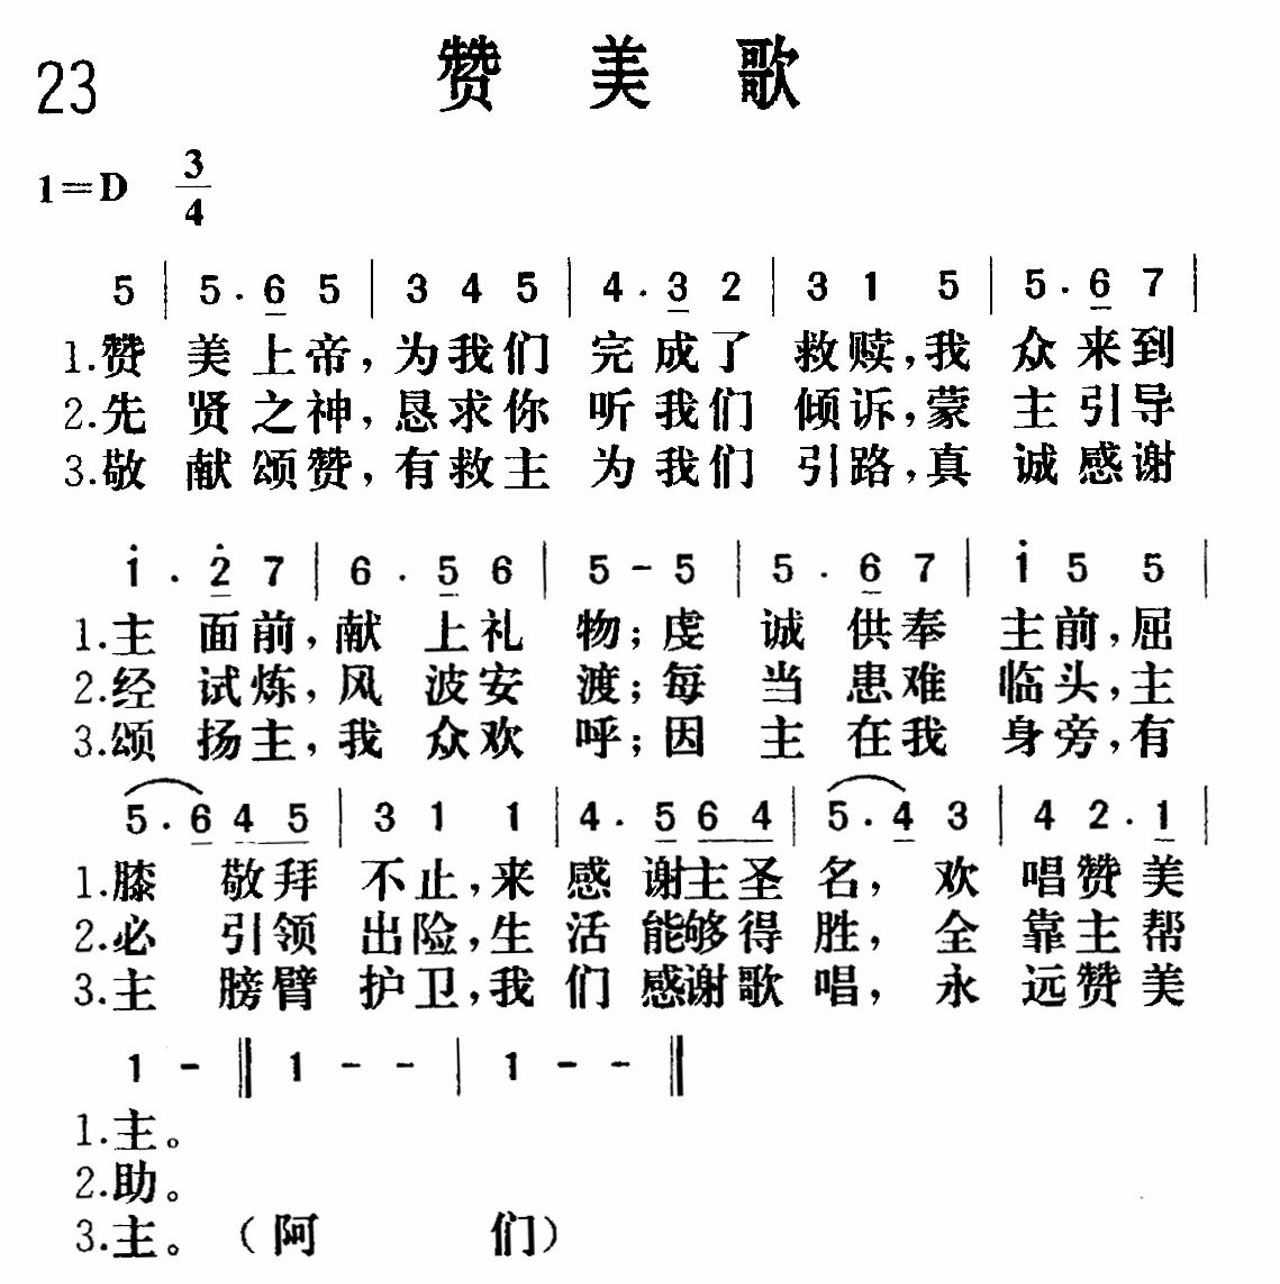 23
赞 美 歌
1=D 3/4
5 | 5 . 6 5 | 3 4 5 | 4 . 3 2 | 3 1 5 | 5 . 6 7 |
1.赞 美上帝,为我们 完成了 救赎,我 众来到
2.先 贤之神,恳求你 听我们 倾诉,蒙 主引导
3.敬 献颂赞,有救主 为我们 引路,真 诚感谢
i . 2̇ 7 | 6 . 5 6 | 5 - 5 | 5 . 6 7 | i 5 5 |
1.主 面前,献 上礼 物;虔 诚 供奉 主前,屈
2.经 试炼,风 波安 渡;每 当 患难 临头,主
3.颂 扬主,我 众欢 呼;因 主 在我 身旁,有
5 . 6 4 5 | 3 1 1 | 4 . 5 6 4 | 5 . 4 3 | 4 2 . 1 |
1.膝 敬拜 不止,来 感 谢主圣 名, 欢 唱赞美
2.必 引领 出险,生 活 能够得 胜, 全 靠主帮
3.主 膀臂 护卫,我 们 感谢歌 唱, 永 远赞美
1 - ‖ 1 - - | 1 - - ‖
1.主。
2.助。
3.主。(阿 们)